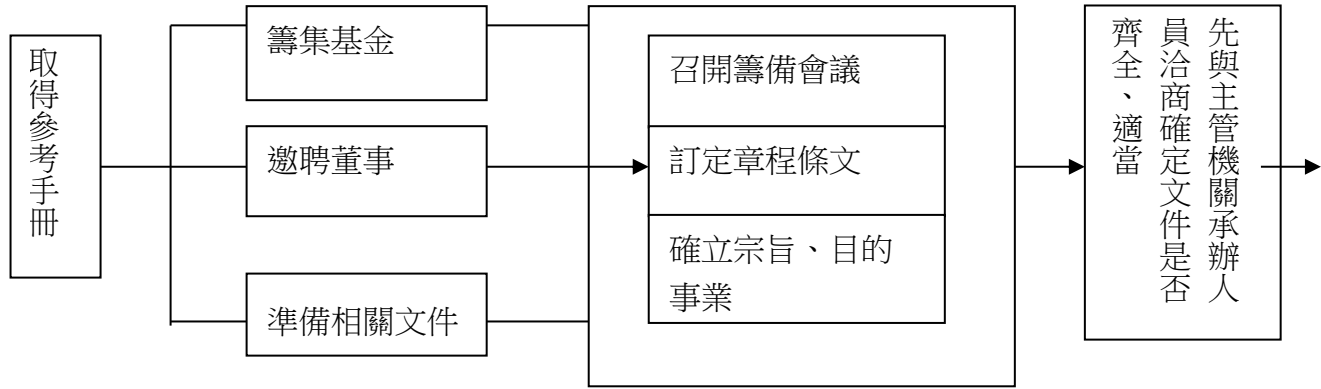 取得參考手冊
籌集基金
邀聘董事
準備相關文件
召開籌備會議
訂定章程條文
確立宗旨、目的
事業
先與主管機關承辦人
員洽商確定文件是否
齊全、適當